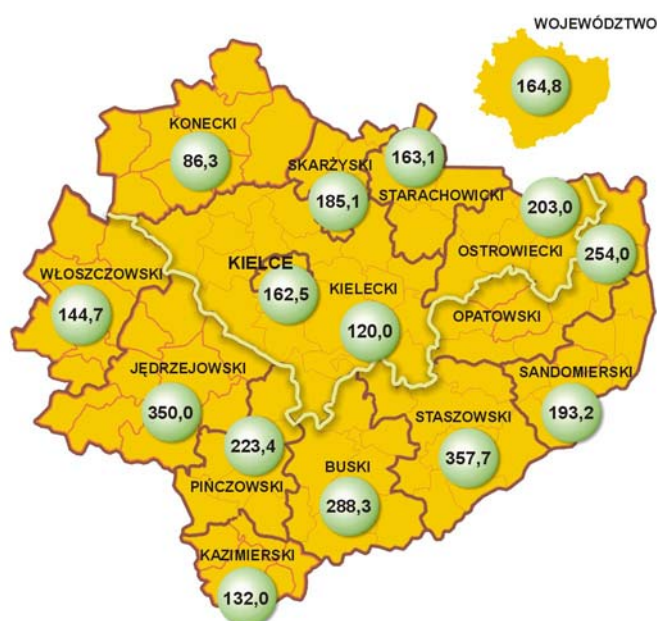 WOJEWÓDZTWO
164,8
KONECKI
86,3
SKARŻYSKI
185,1
163,1
STARACHOWICKI
203,0
OSTROWIECKI
254,0
WŁOSZCZOWSKI
144,7
KIELCE
162,5
KIELECKI
120,0
OPATOWSKI
JĘDRZEJOWSKI
350,0
SANDOMIERSKI
193,2
STASZOWSKI
357,7
223,4
PIŃCZOWSKI
BUSKI
288,3
KAZIMIERSKI
132,0